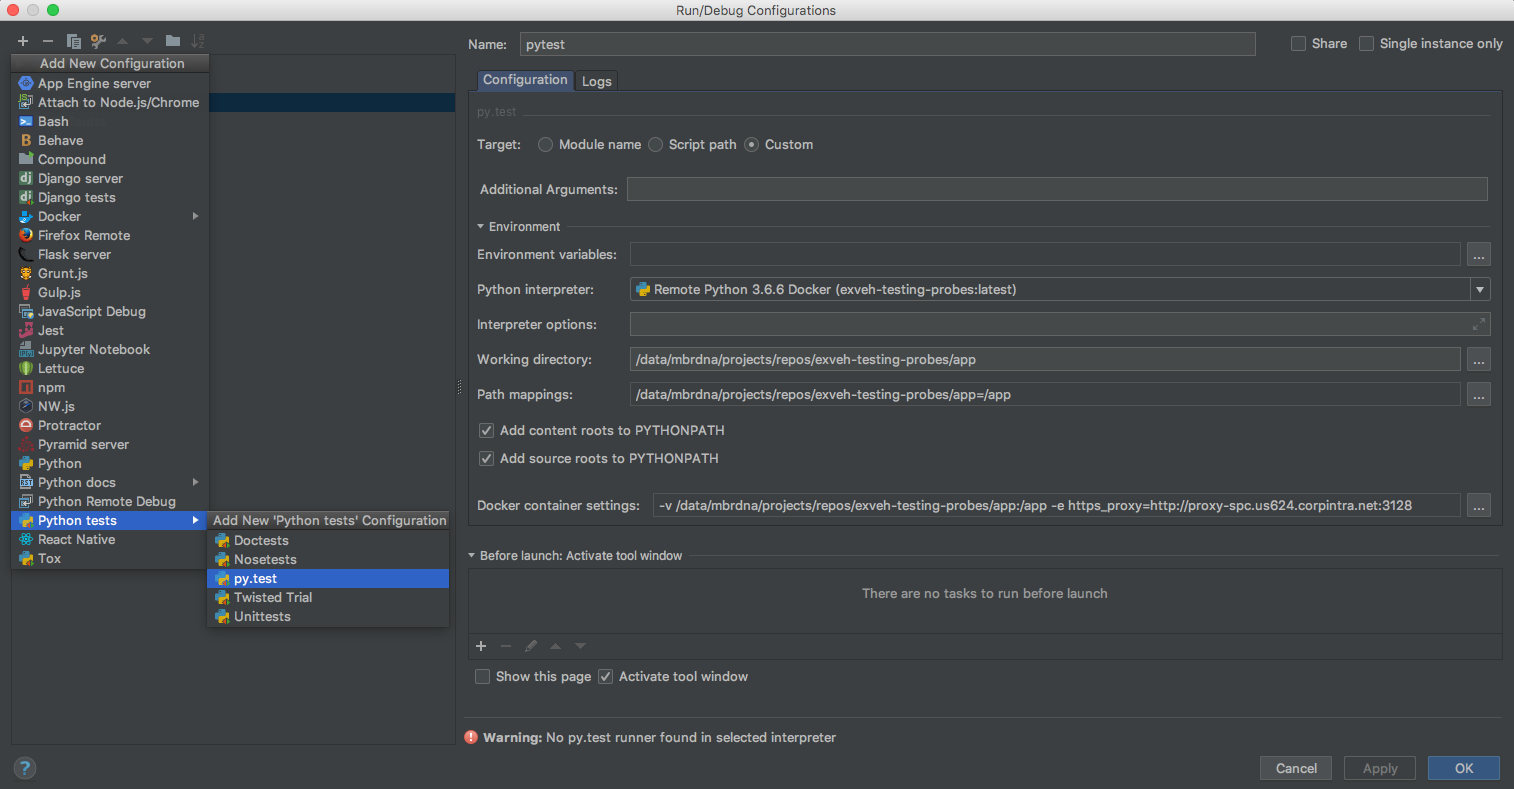 Run/Debug Configurations
Add New Configuration
App Engine server
Attach to Node.js/Chrome
Bash
Behave
Compound
Django server
Django tests
Docker
Firefox Remote
Flask server
Grunt.js
Gulp.js
JavaScript Debug
Jest
Jupyter Notebook
Lettuce
npm
NW.js
Protractor
Pyramid server
Python
Python docs
Python Remote Debug
Python tests
React Native
Tox
Add New 'Python tests' Configuration
Doctests
Nosetests
py.test
Twisted Trial
Unittests
Name: pytest
Share Single instance only
Configuration Logs
py.test
Target: Module name Script path Custom
Additional Arguments:
Environment
Environment variables: ...
Python interpreter: Remote Python 3.6.6 Docker (exveh-testing-probes:latest)
Interpreter options:
Working directory: /data/mbrdna/projects/repos/exveh-testing-probes/app ...
Path mappings: /data/mbrdna/projects/repos/exveh-testing-probes/app=/app ...
Add content roots to PYTHONPATH
Add source roots to PYTHONPATH
Docker container settings: -v /data/mbrdna/projects/repos/exveh-testing-probes/app:/app -e https_proxy=http://proxy-spc.us624.corpintra.net:3128 ...
Before launch: Activate tool window
There are no tasks to run before launch
Show this page Activate tool window
Warning: No py.test runner found in selected interpreter
? Cancel Apply OK